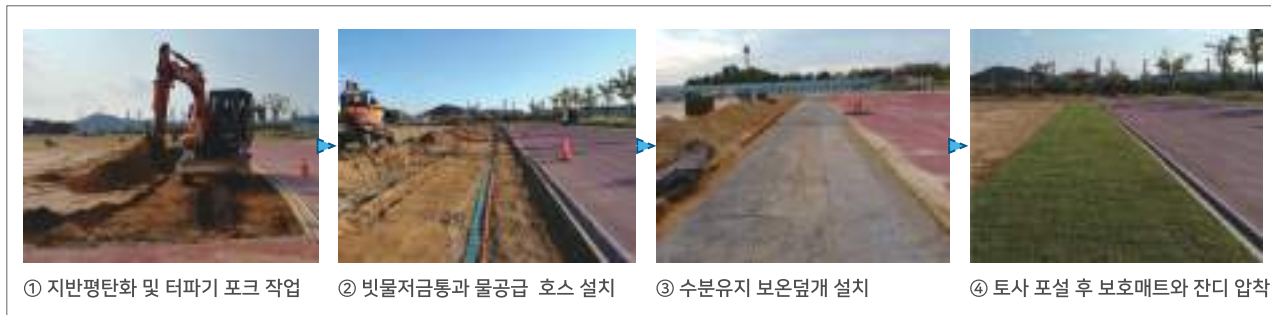 ① 지반평탄화 및 터파기 포크 작업
② 빗물저금통과 물공급 호스 설치
③ 수분유지 보온덮개 설치
④ 토사 포설 후 보호매트와 잔디 압착